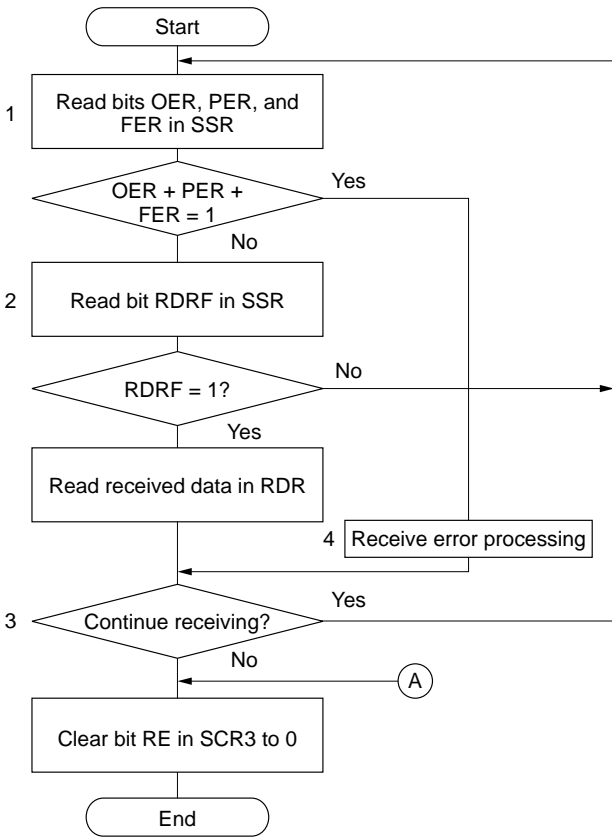 Start
1
Read bits OER, PER, and
FER in SSR
OER + PER +
FER = 1
Yes
No
2
Read bit RDRF in SSR
RDRF = 1?
No
Yes
Read received data in RDR
4
Receive error processing
3
Continue receiving?
Yes
No
A
Clear bit RE in SCR3 to 0
End